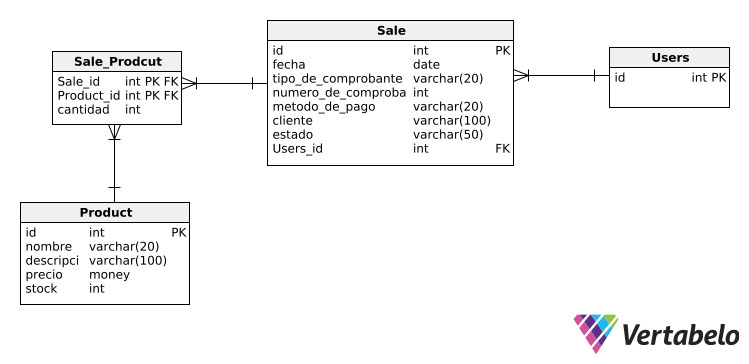 Sale
id int PK
fecha date
tipo_de_comprobante varchar(20)
numero_de_comproba int
metodo_de_pago varchar(20)
cliente varchar(100)
estado varchar(50)
Users_id int FK
Sale_Prodcut
Sale_id int PK FK
Product_id int PK FK
cantidad int
Users
id int PK
Product
id int PK
nombre varchar(20)
descripci varchar(100)
precio money
stock int
Vertabelo